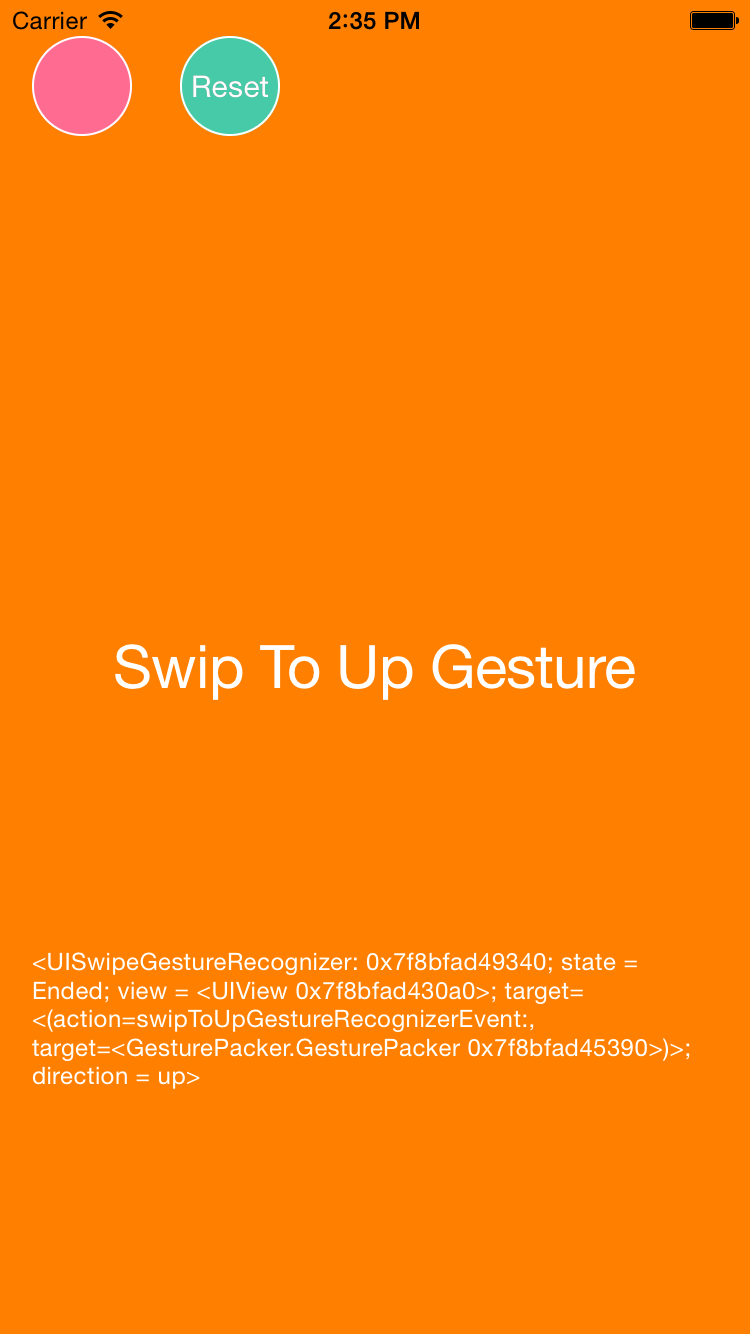 Carrier 2:35 PM
Reset
Swip To Up Gesture
<UISwipeGestureRecognizer: 0x7f8bfad49340; state =
Ended; view = <UIView 0x7f8bfad430a0>; target=
<(action=swipToUpGestureRecognizerEvent:,
target=<GesturePacker.GesturePacker 0x7f8bfad45390>)>;
direction = up>